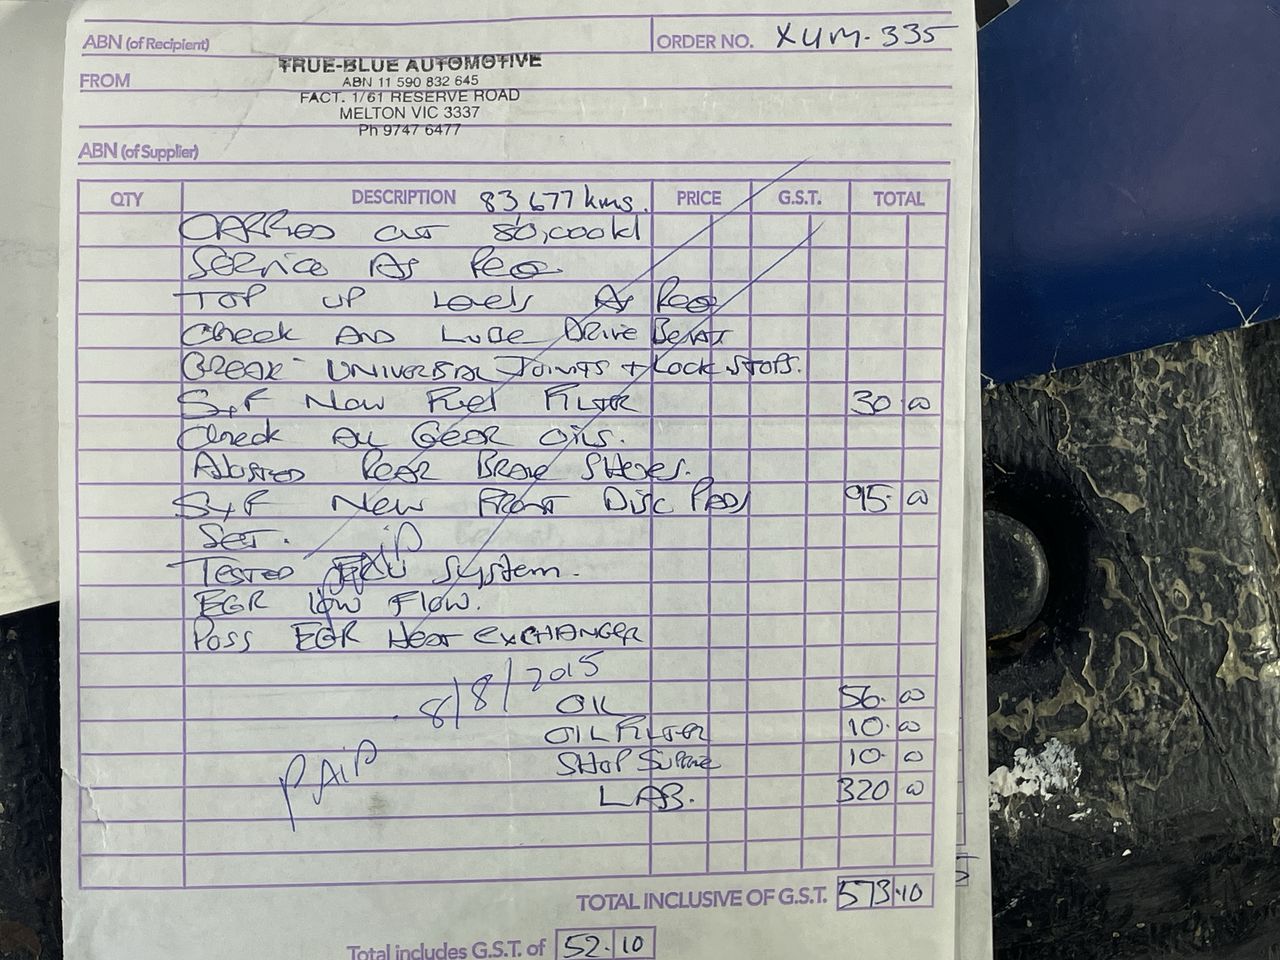 ABN (of Recipient) ORDER NO. XUM-335
TRUE-BLUE AUTOMOTIVE
ABN 11 590 832 645
FROM FACT. 1/61 RESERVE ROAD
MELTON VIC 3337
Ph 9747 6477
ABN (of Supplier)
QTY DESCRIPTION 83677kms. PRICE G.S.T. TOTAL
CARRIED OUT 80,000kl
SERVICE AS REQ
TOP UP Levels As Req
Check AND LUBE DRIVE
GREASE UNIVERSAL JOINTS + LOCK STOPS.
S+F New Fuel FILTER 30.00
Check ALL GEAR OILS.
ADJUSTED REAR BRAKE SHOES.
S+F New FRONT DISC PADS 95.00
SET.
PAID
TESTED System.
EGR low Flow.
POSS EGR Heat EXCHANGER
8/8/2015
OIL 56.00
OIL FILTER 10.00
PAID
SHOP 10.00
LAB. 320.00
TOTAL INCLUSIVE OF G.S.T. 573.10
Total includes G.S.T. of 52.10